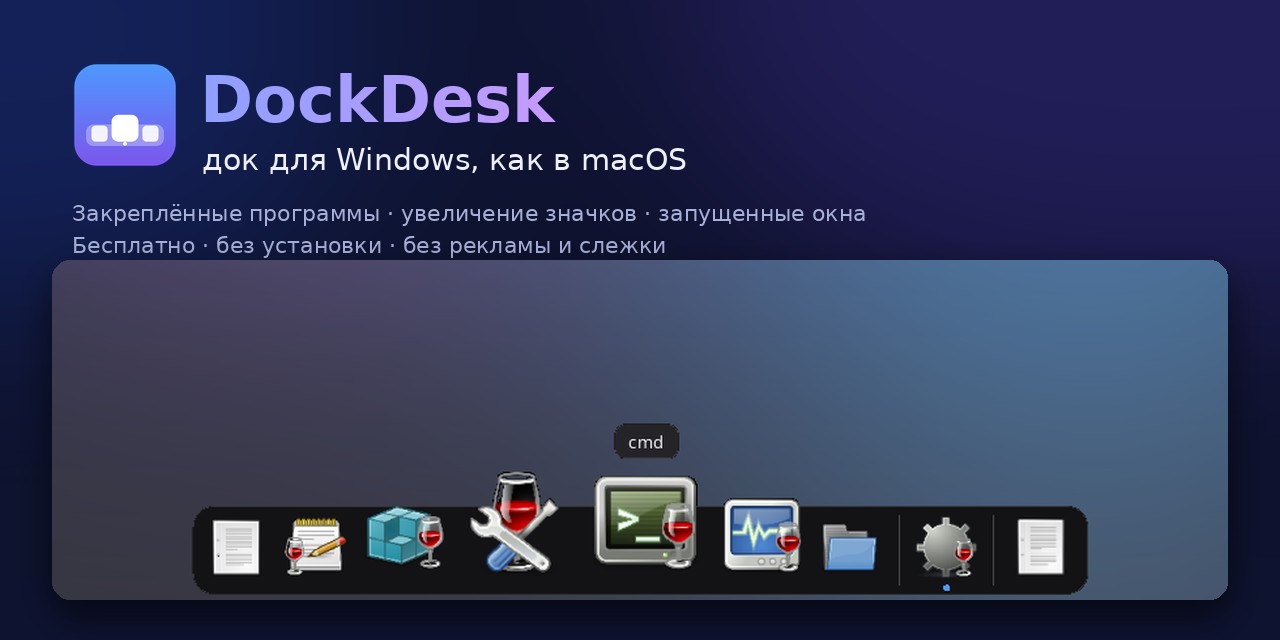 DockDesk
док для Windows, как в macOS
Закреплённые программы · увеличение значков · запущенные окна
Бесплатно · без установки · без рекламы и слежки
cmd
>_